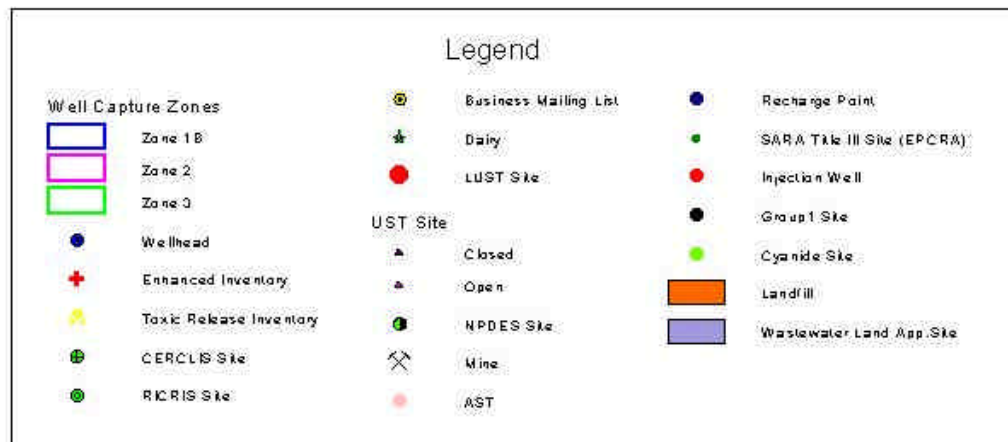 Legend
Well Capture Zones
Zone 1B
Zone 2
Zone 3
Wellhead
Enhanced Inventory
Toxic Release Inventory
CERCLIS Site
RICRIS Site
Business Mailing List
Dairy
LUST Site
UST Site
Closed
Open
NPDES Site
Mine
AST
Recharge Point
SARA Title III Site (EPCRA)
Injection Well
Group1 Site
Cyanide Site
Landfill
Wastewater Land App.Site